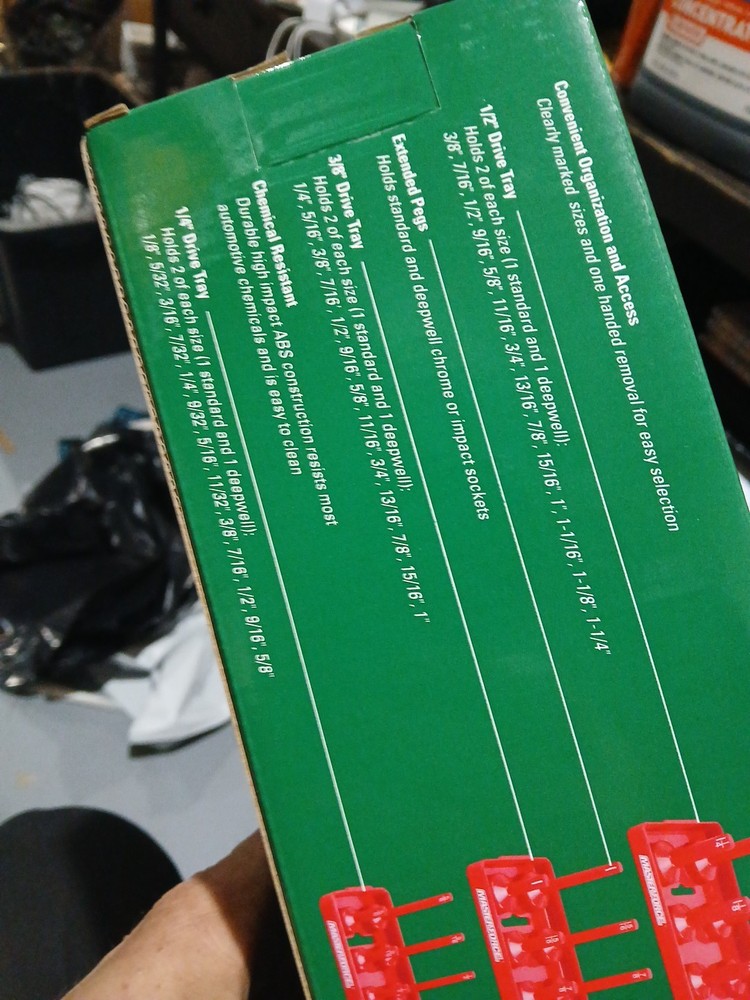 Convenient Organization and Access
Clearly marked sizes and one handed removal for easy selection
1/2" Drive Tray
Holds 2 of each size (1 standard and 1 deepwell):
3/8", 7/16", 1/2", 9/16", 5/8", 11/16", 3/4", 13/16", 7/8", 15/16", 1", 1-1/16", 1-1/8", 1-1/4"
Extended Pegs
Holds standard and deepwell chrome or impact sockets
3/8" Drive Tray
Holds 2 of each size (1 standard and 1 deepwell):
1/4", 5/16", 3/8", 7/16", 1/2", 9/16", 5/8", 11/16", 3/4", 13/16", 7/8", 15/16", 1"
Chemical Resistant
Durable high impact ABS construction resists most
automotive chemicals and is easy to clean
1/4" Drive Tray
Holds 2 of each size (1 standard and 1 deepwell):
1/8", 5/32", 3/16", 7/32", 1/4", 9/32", 5/16", 11/32", 3/8", 7/16", 1/2", 9/16", 5/8"
MASTERFORCE
MASTERFORCE
MASTERFORCE
CONCENTRAT